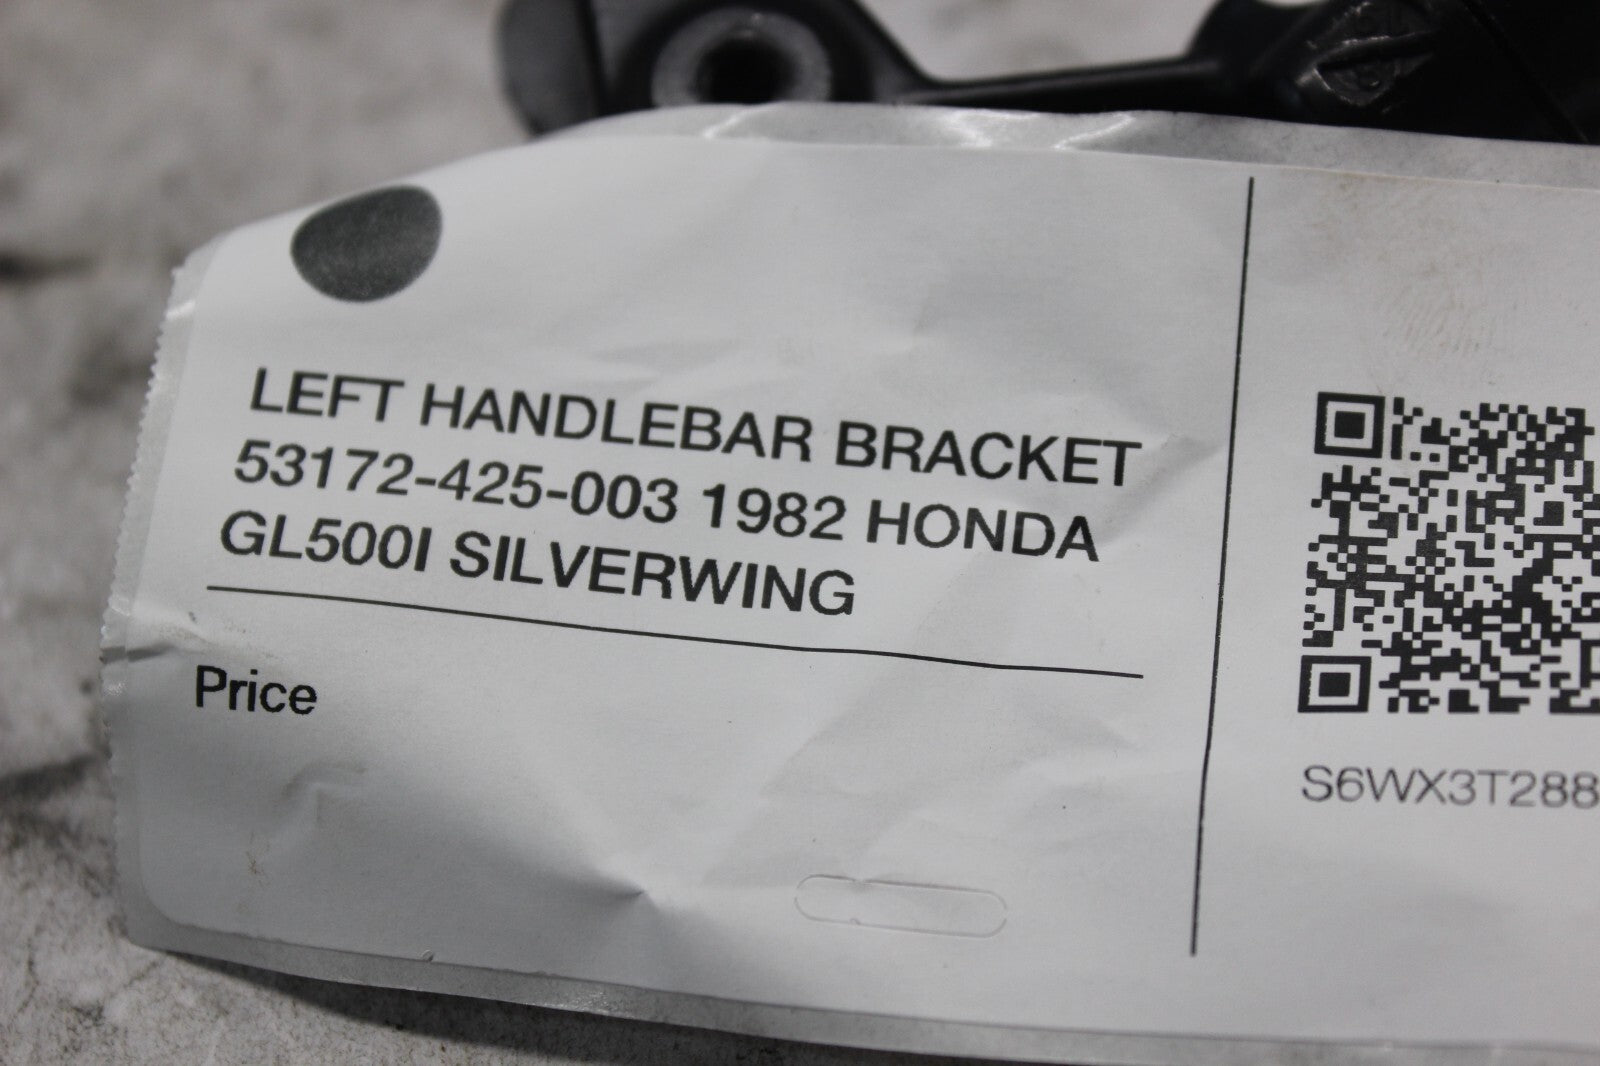 LEFT HANDLEBAR BRACKET
53172-425-003 1982 HONDA
GL500I SILVERWING
Price
S6WX3T288